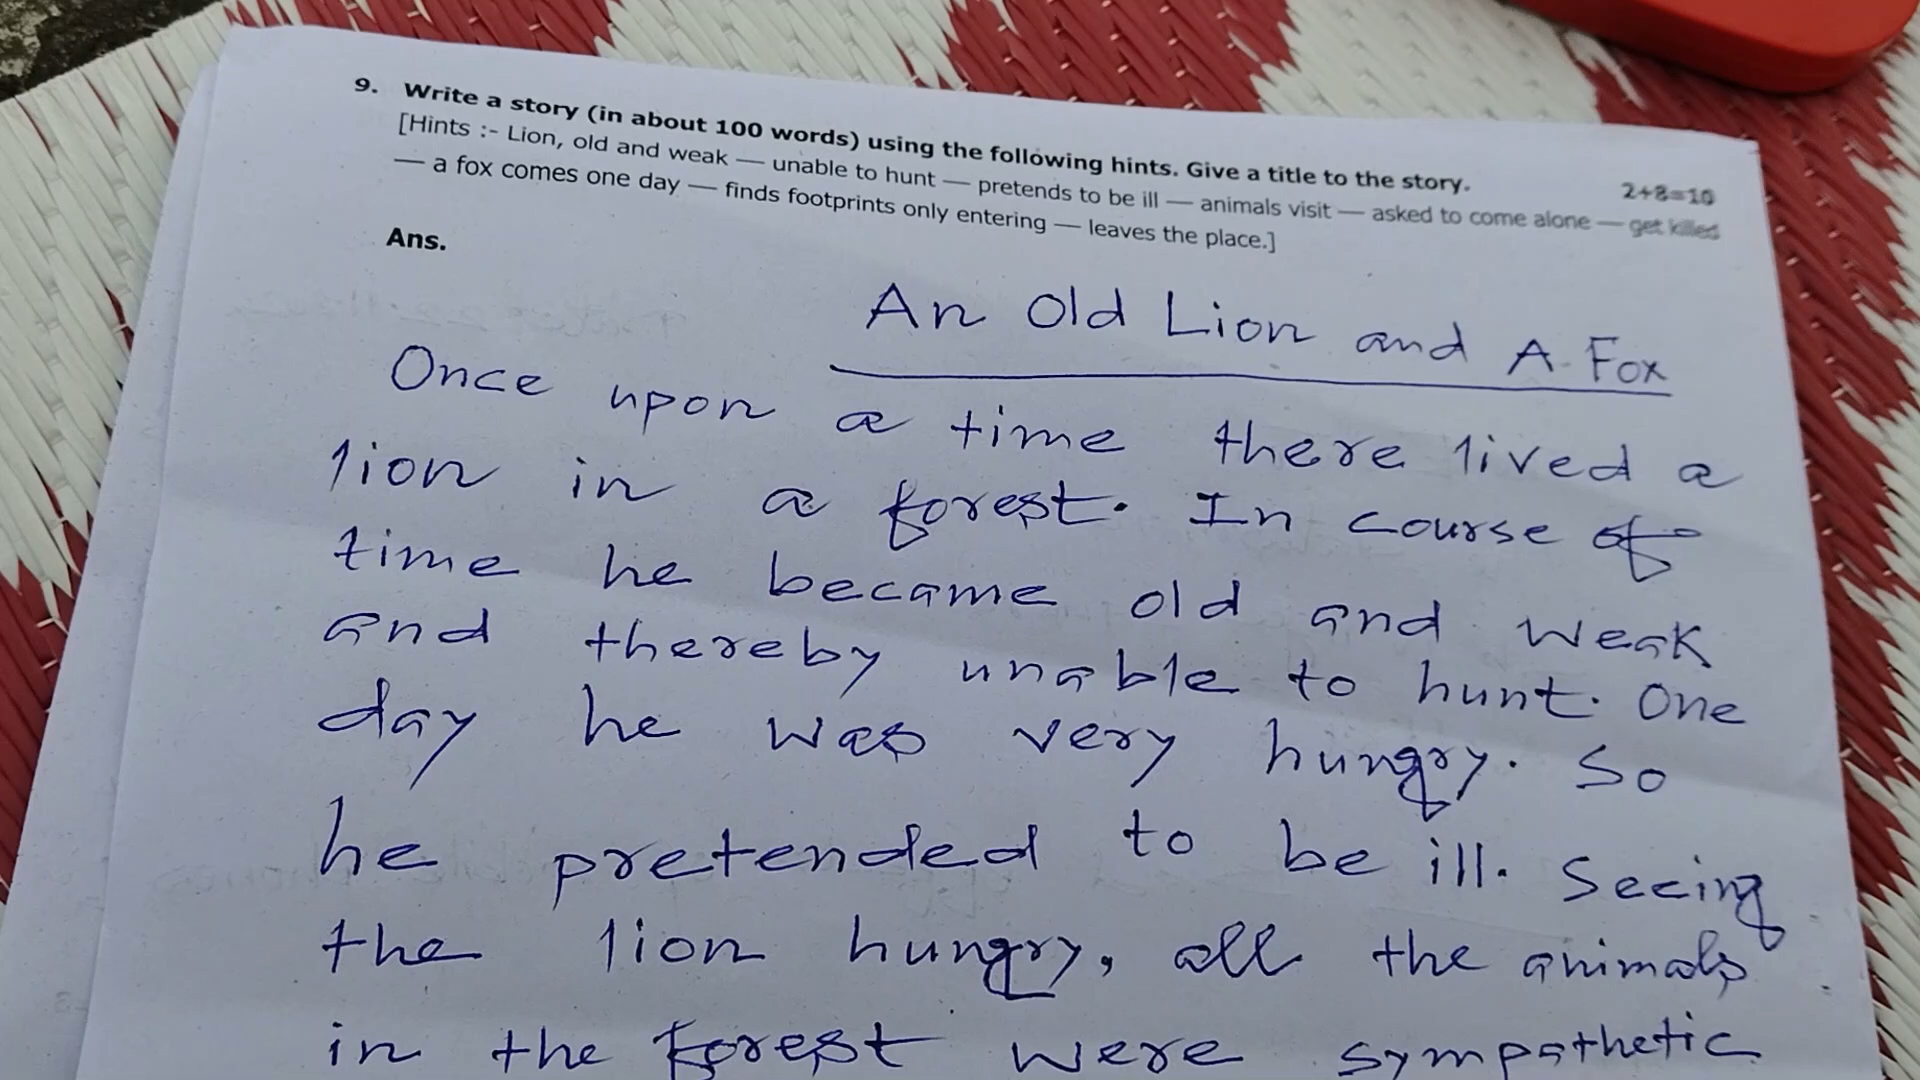 9. Write a story (in about 100 words) using the following hints. Give a title to the story.
2+8=10
[Hints :- Lion, old and weak — unable to hunt — pretends to be ill — animals visit — asked to come alone — get killed
— a fox comes one day — finds footprints only entering — leaves the place.]
Ans.
An Old Lion and A Fox
Once upon a time there lived a
lion in a forest. In course of
time he became old and weak
and thereby unable to hunt. One
day he was very hungry. So
he pretended to be ill. Seeing
the lion hungry, all the animals
in the forest were sympathetic